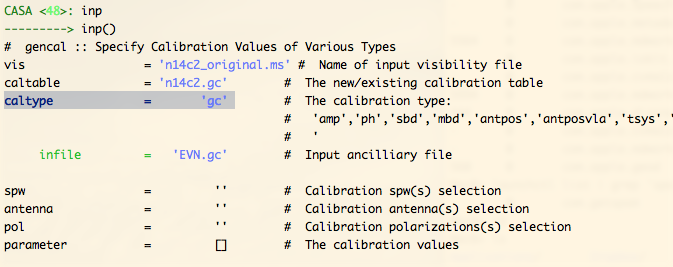 CASA <48>: inp
---------> inp()
#  gencal :: Specify Calibration Values of Various Types
vis = 'n14c2_original.ms' #  Name of input visibility file
caltable = 'n14c2.gc' #  The new/existing calibration table
caltype = 'gc' #  The calibration type:
#  'amp','ph','sbd','mbd','antpos','antposvla','tsys','
#  '
infile = 'EVN.gc' #  Input ancilliary file
spw = '' #  Calibration spw(s) selection
antenna = '' #  Calibration antenna(s) selection
pol = '' #  Calibration polarizations(s) selection
parameter = [] #  The calibration values